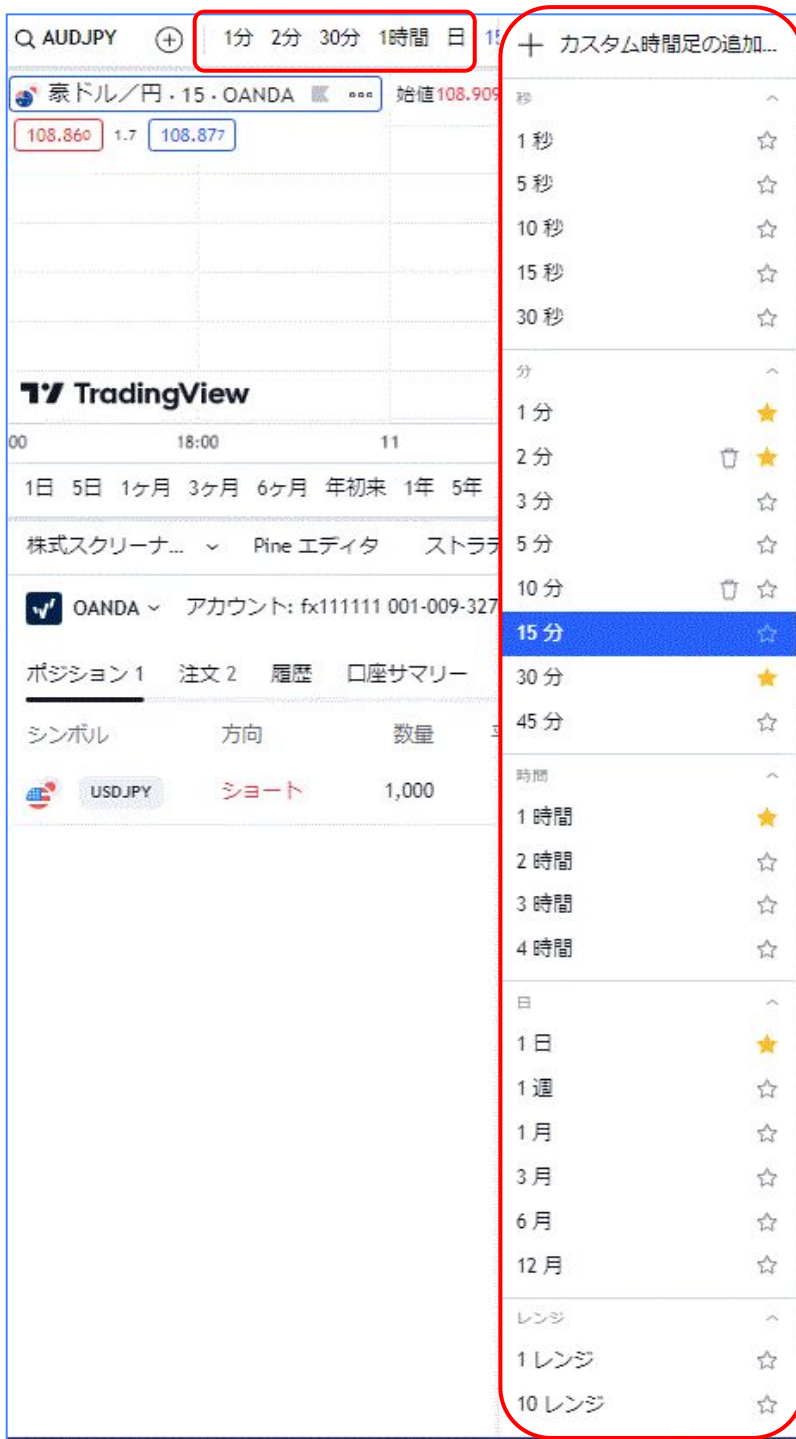 AUDJPY 1分 2分 30分 1時間 日
豪ドル／円・15・OANDA 始値108.909
108.860 1.7 108.877
TradingView
00 18:00 11
1日 5日 1ヶ月 3ヶ月 6ヶ月 年初来 1年 5年
株式スクリーナ... Pine エディタ ストラテ
OANDA アカウント: fx111111 001-009-327
ポジション 1 注文 2 履歴 口座サマリー
シンボル 方向 数量
USDJPY ショート 1,000
カスタム時間足の追加...
秒
1 秒
5 秒
10 秒
15 秒
30 秒
分
1 分
2 分
3 分
5 分
10 分
15 分
30 分
45 分
時間
1 時間
2 時間
3 時間
4 時間
日
1 日
1 週
1 月
3 月
6 月
12 月
レンジ
1 レンジ
10 レンジ